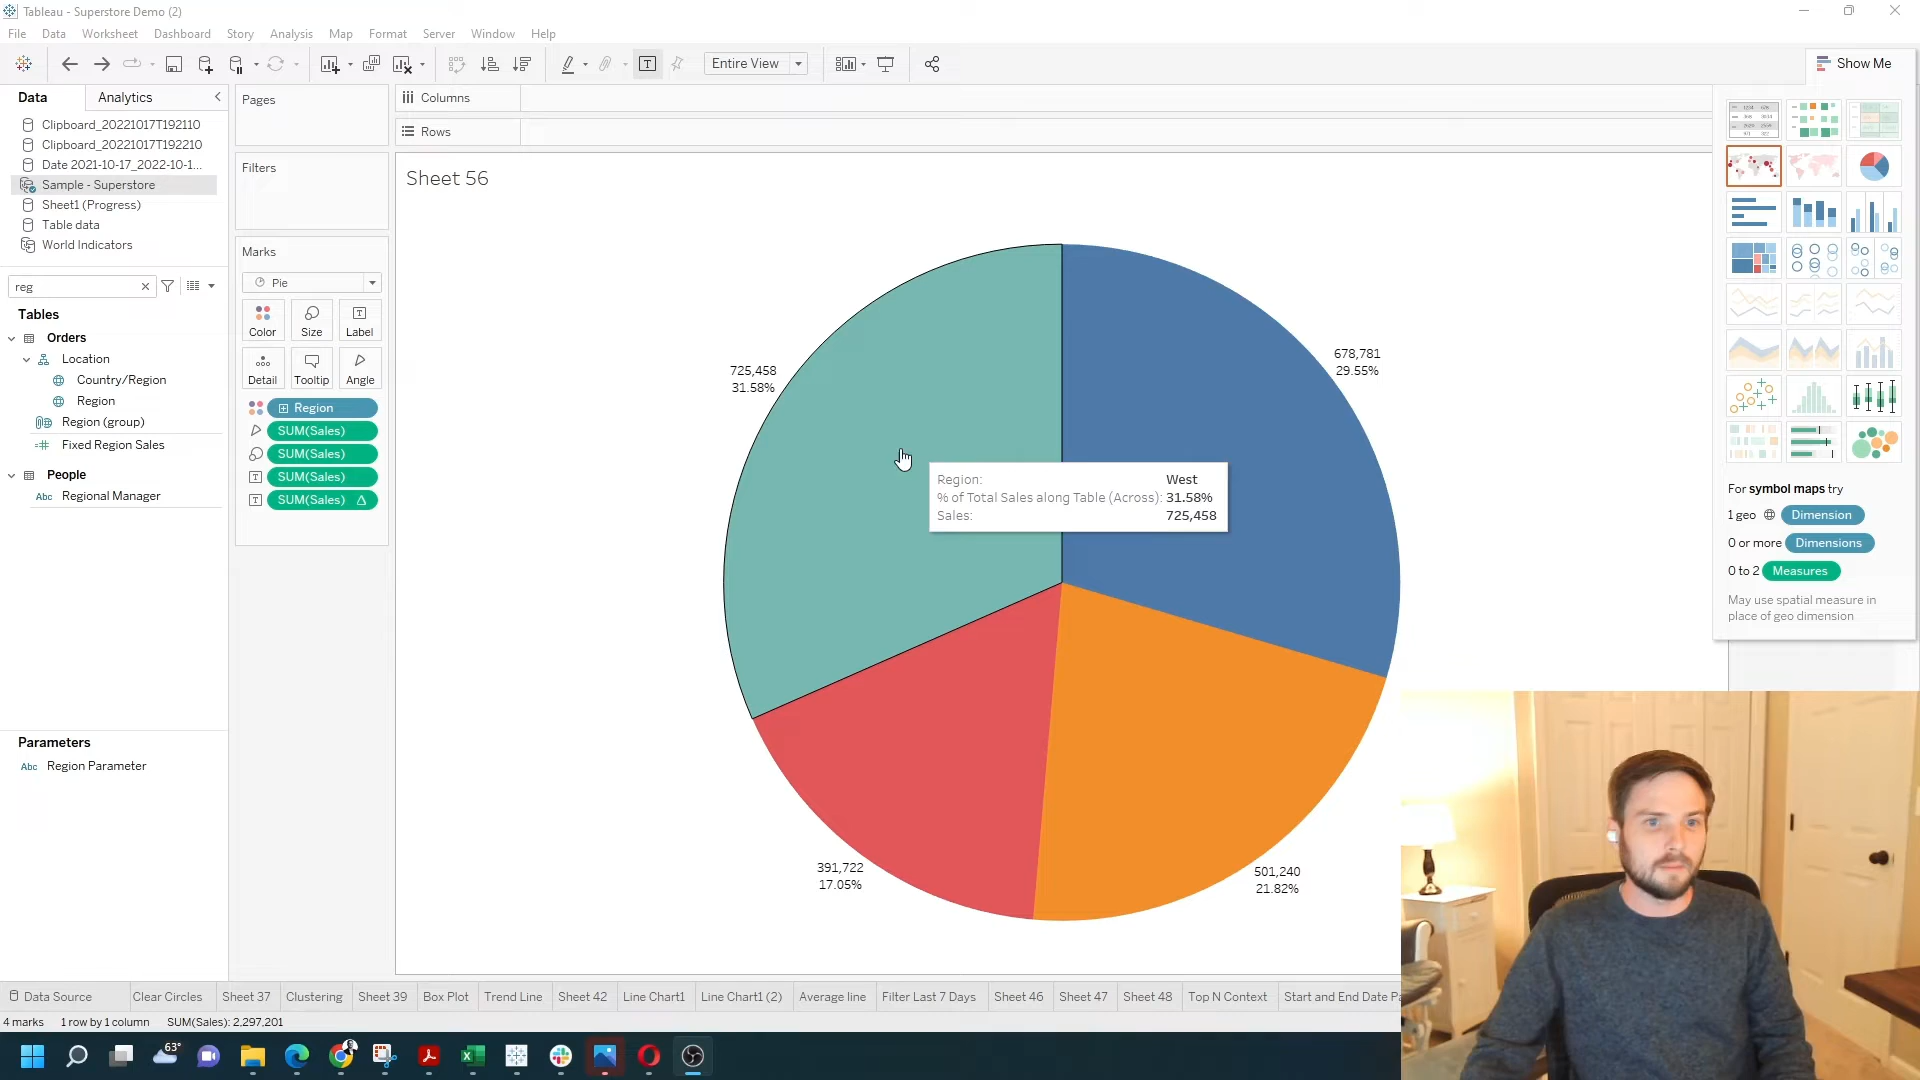 Tableau - Superstore Demo (2)
File Data Worksheet Dashboard Story Analysis Map Format Server Window Help
Entire View
Show Me
Data Analytics
Pages
Columns
Rows
Clipboard_20221017T192110
Clipboard_20221017T192210
Date 2021-10-17_2022-10-1...
Sample - Superstore
Sheet1 (Progress)
Table data
World Indicators
reg
Tables
Orders
Location
Country/Region
Region
Region (group)
Fixed Region Sales
People
Abc Regional Manager
Parameters
Abc Region Parameter
Filters
Marks
Pie
Color Size Label
Detail Tooltip Angle
Region
SUM(Sales)
SUM(Sales)
SUM(Sales)
SUM(Sales)
Sheet 56
678,781
29.55%
725,458
31.58%
Region: West
% of Total Sales along Table (Across): 31.58%
Sales: 725,458
391,722
17.05%
501,240
21.82%
For symbol maps try
1 geo Dimension
0 or more Dimensions
0 to 2 Measures
May use spatial measure in
place of geo dimension
Data Source Clear Circles Sheet 37 Clustering Sheet 39 Box Plot Trend Line Sheet 42 Line Chart1 Line Chart1 (2) Average line Filter Last 7 Days Sheet 46 Sheet 47 Sheet 48 Top N Context Start and End Date Pa
4 marks 1 row by 1 column SUM(Sales): 2,297,201
63°